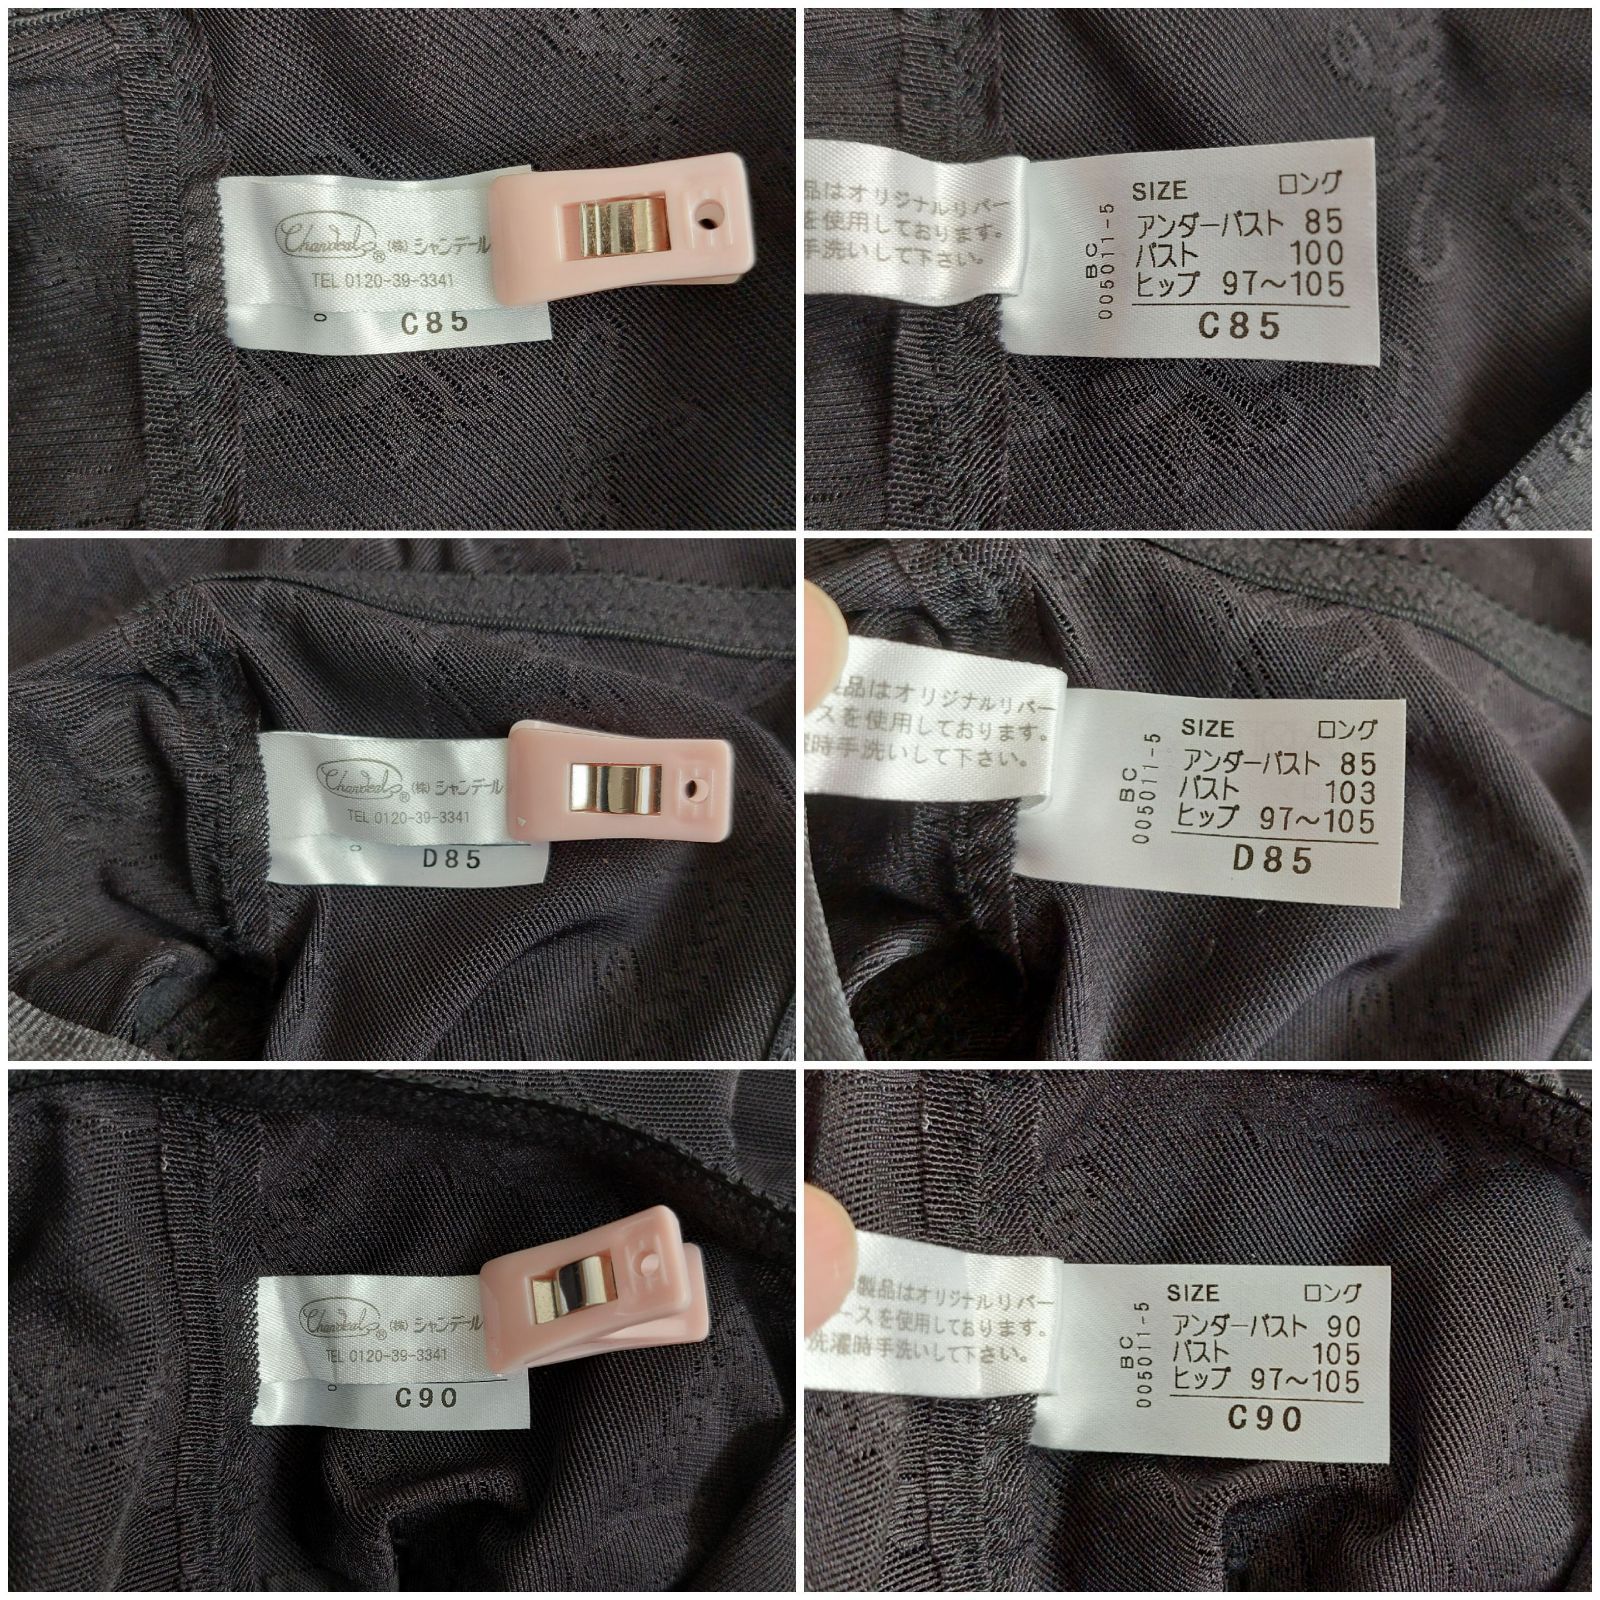 Chandeal® (株)シャンデール
TEL 0120-39-3341
C85
品はオリジナルリバー
を使用しております。
手洗いして下さい。
BC
005011-5
SIZE ロング
アンダーバスト 85
バスト 100
ヒップ 97～105
C85
Chandeal® (株)シャンデール
TEL 0120-39-3341
D85
製品はオリジナルリバー
ースを使用しております。
時手洗いして下さい。
BC
005011-5
SIZE ロング
アンダーバスト 85
バスト 103
ヒップ 97～105
D85
Chandeal® (株)シャンデール
TEL 0120-39-3341
C90
製品はオリジナルリバー
ースを使用しております。
洗濯時手洗いして下さい。
BC
005011-5
SIZE ロング
アンダーバスト 90
バスト 105
ヒップ 97～105
C90